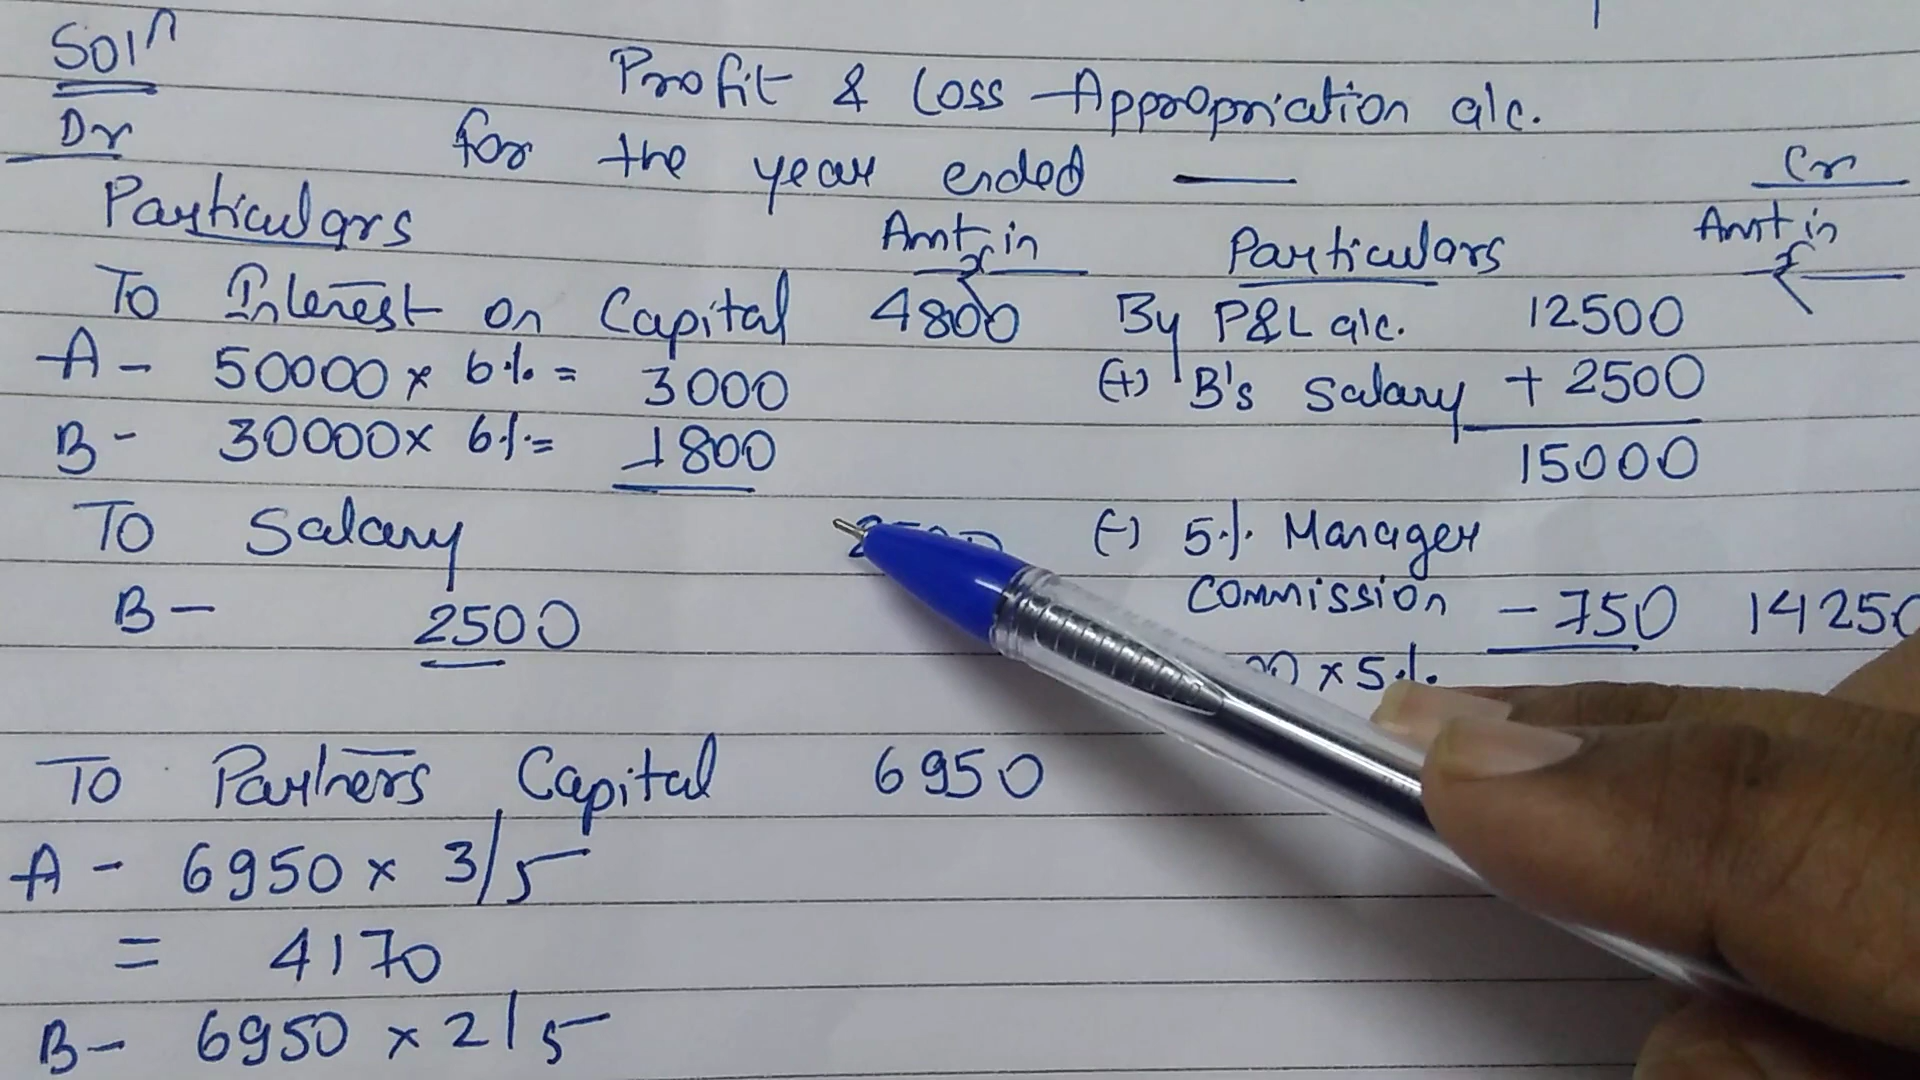 Solⁿ
Profit & Loss Appropriation a/c.
Dr
for the year ended —
Cr
Particulars Amt in ₹ Particulars Amt in ₹
To Interest on Capital 4800 By P&L a/c. 12500
A - 50000 × 6% = 3000 (+) B's Salary + 2500
B - 30000 × 6% = 1800 15000
To Salary (-) 5% Manager
B - 2500 Commission - 750 14250
× 5%
To Partners Capital 6950
A - 6950 × 3/5
= 4170
B - 6950 × 2/5